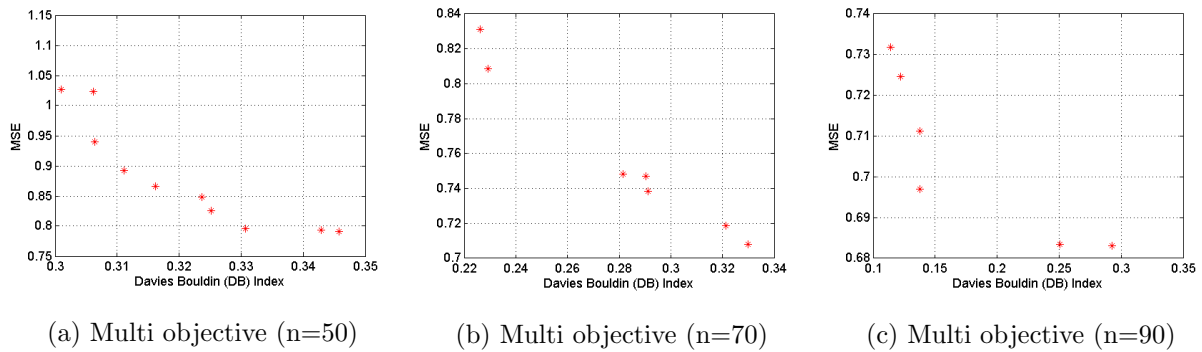 1.15
1.1
1.05
1
0.95
0.9
0.85
0.8
0.75
MSE
0.3 0.31 0.32 0.33 0.34 0.35
Davies Bouldin (DB) Index
(a) Multi objective (n=50)
0.84
0.82
0.8
0.78
0.76
0.74
0.72
0.7
MSE
0.22 0.24 0.26 0.28 0.3 0.32 0.34
Davies Bouldin (DB) Index
(b) Multi objective (n=70)
0.74
0.73
0.72
0.71
0.7
0.69
0.68
MSE
0.1 0.15 0.2 0.25 0.3 0.35
Davies Bouldin (DB) Index
(c) Multi objective (n=90)